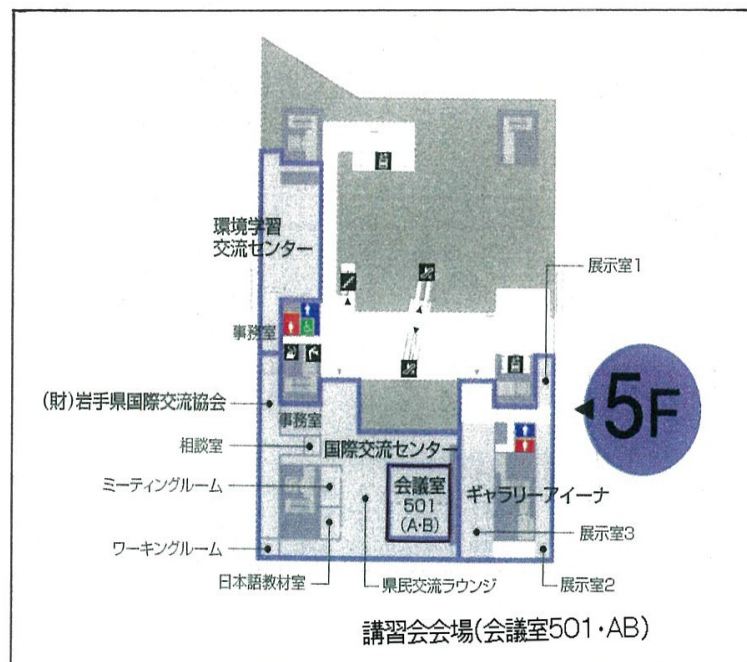 環境学習
交流センター
展示室1
事務室
(財)岩手県国際交流協会
5F
事務室
相談室
国際交流センター
ミーティングルーム
会議室
501
(A・B)
ギャラリーアイーナ
ワーキングルーム
展示室3
日本語教材室
県民交流ラウンジ
展示室2
講習会会場(会議室501・AB)